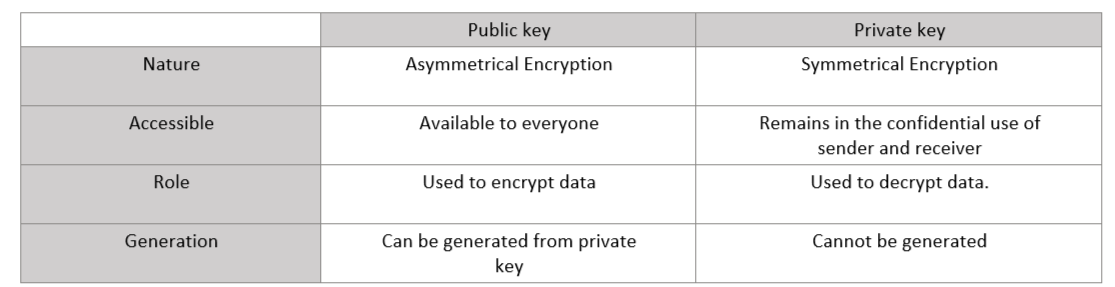 Public key Private key
Nature Asymmetrical Encryption Symmetrical Encryption
Accessible Available to everyone Remains in the confidential use of
sender and receiver
Role Used to encrypt data Used to decrypt data.
Generation Can be generated from private Cannot be generated
key